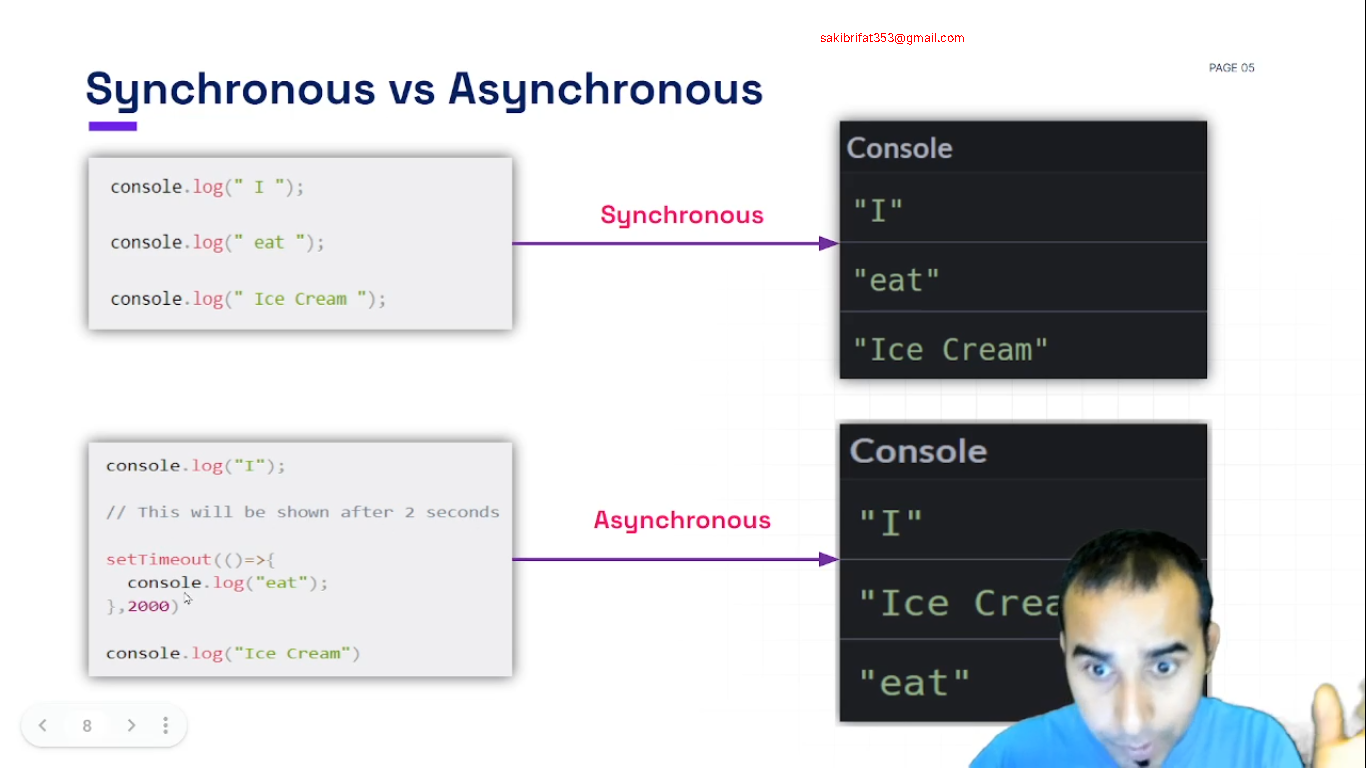 sakibrifat353@gmail.com
PAGE 05
Synchronous vs Asynchronous
console.log(" I ");
console.log(" eat ");
console.log(" Ice Cream ");
Synchronous
Console
"I"
"eat"
"Ice Cream"
console.log("I");
// This will be shown after 2 seconds
setTimeout(()=>{
console.log("eat");
},2000)
console.log("Ice Cream")
Asynchronous
Console
"I"
"Ice
"eat"
8